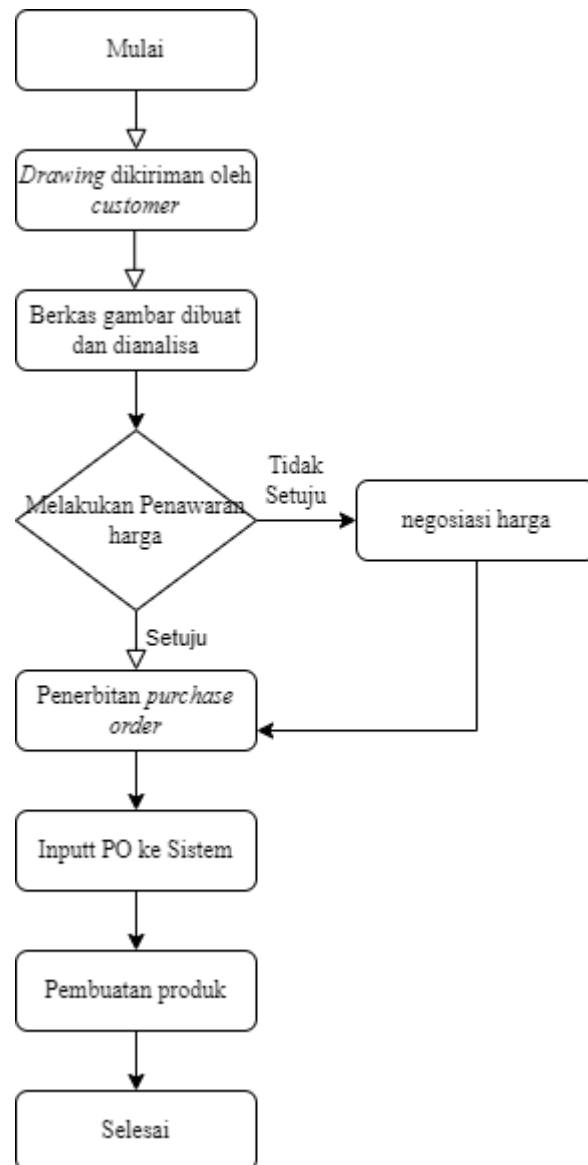 Mulai
Drawing dikiriman oleh
customer
Berkas gambar dibuat
dan dianalisa
Melakukan Penawaran
harga
Tidak
Setuju
negosiasi harga
Setuju
Penerbitan purchase
order
Inputt PO ke Sistem
Pembuatan produk
Selesai